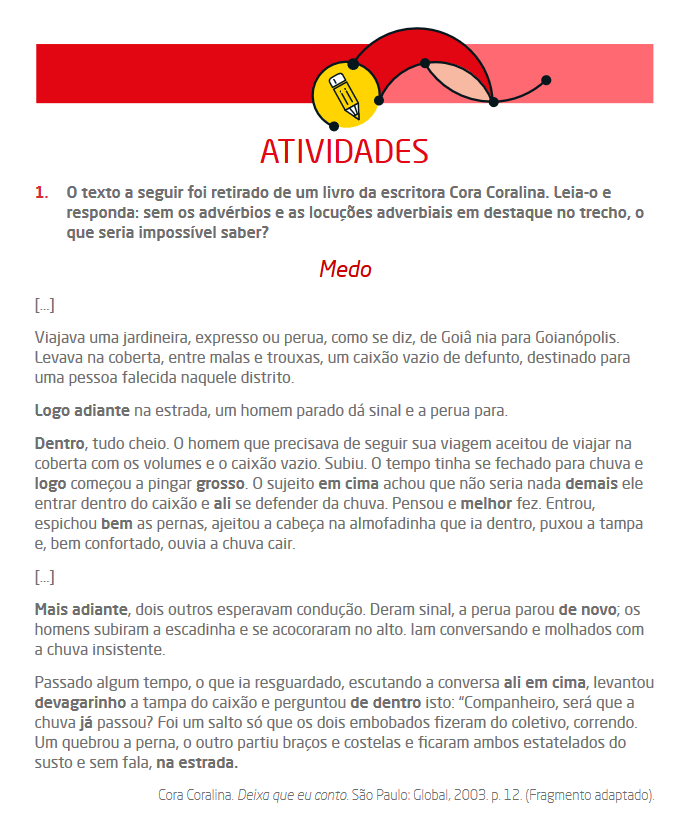 ATIVIDADES
1. O texto a seguir foi retirado de um livro da escritora Cora Coralina. Leia-o e
responda: sem os advérbios e as locuções adverbiais em destaque no trecho, o
que seria impossível saber?
Medo
[...]
Viajava uma jardineira, expresso ou perua, como se diz, de Goiâ nia para Goianópolis.
Levava na coberta, entre malas e trouxas, um caixão vazio de defunto, destinado para
uma pessoa falecida naquele distrito.
Logo adiante na estrada, um homem parado dá sinal e a perua para.
Dentro, tudo cheio. O homem que precisava de seguir sua viagem aceitou de viajar na
coberta com os volumes e o caixão vazio. Subiu. O tempo tinha se fechado para chuva e
logo começou a pingar grosso. O sujeito em cima achou que não seria nada demais ele
entrar dentro do caixão e ali se defender da chuva. Pensou e melhor fez. Entrou,
espichou bem as pernas, ajeitou a cabeça na almofadinha que ia dentro, puxou a tampa
e, bem confortado, ouvia a chuva cair.
[...]
Mais adiante, dois outros esperavam condução. Deram sinal, a perua parou de novo; os
homens subiram a escadinha e se acocoraram no alto. Iam conversando e molhados com
a chuva insistente.
Passado algum tempo, o que ia resguardado, escutando a conversa ali em cima, levantou
devagarinho a tampa do caixão e perguntou de dentro isto: “Companheiro, será que a
chuva já passou? Foi um salto só que os dois embobados fizeram do coletivo, correndo.
Um quebrou a perna, o outro partiu braços e costelas e ficaram ambos estatelados do
susto e sem fala, na estrada.
Cora Coralina. Deixa que eu conto. São Paulo: Global, 2003. p. 12. (Fragmento adaptado).